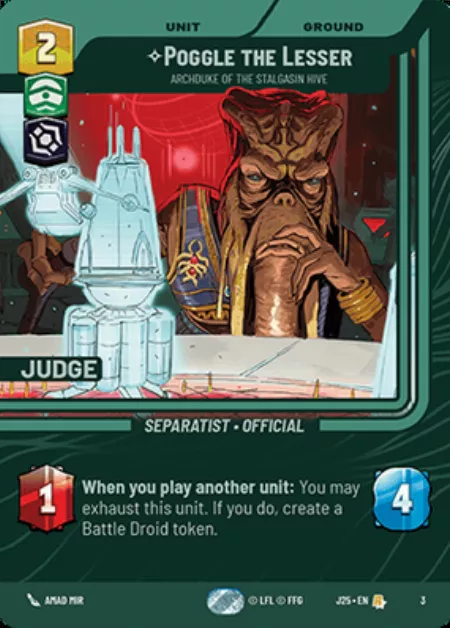 UNIT
GROUND
2
POGGLE THE LESSER
ARCHDUKE OF THE STALGASIN HIVE
JUDGE
SEPARATIST • OFFICIAL
1
When you play another unit: You may
exhaust this unit. If you do, create a
Battle Droid token.
4
AMAD MIR
© LFL © FFG
J25 • EN
3